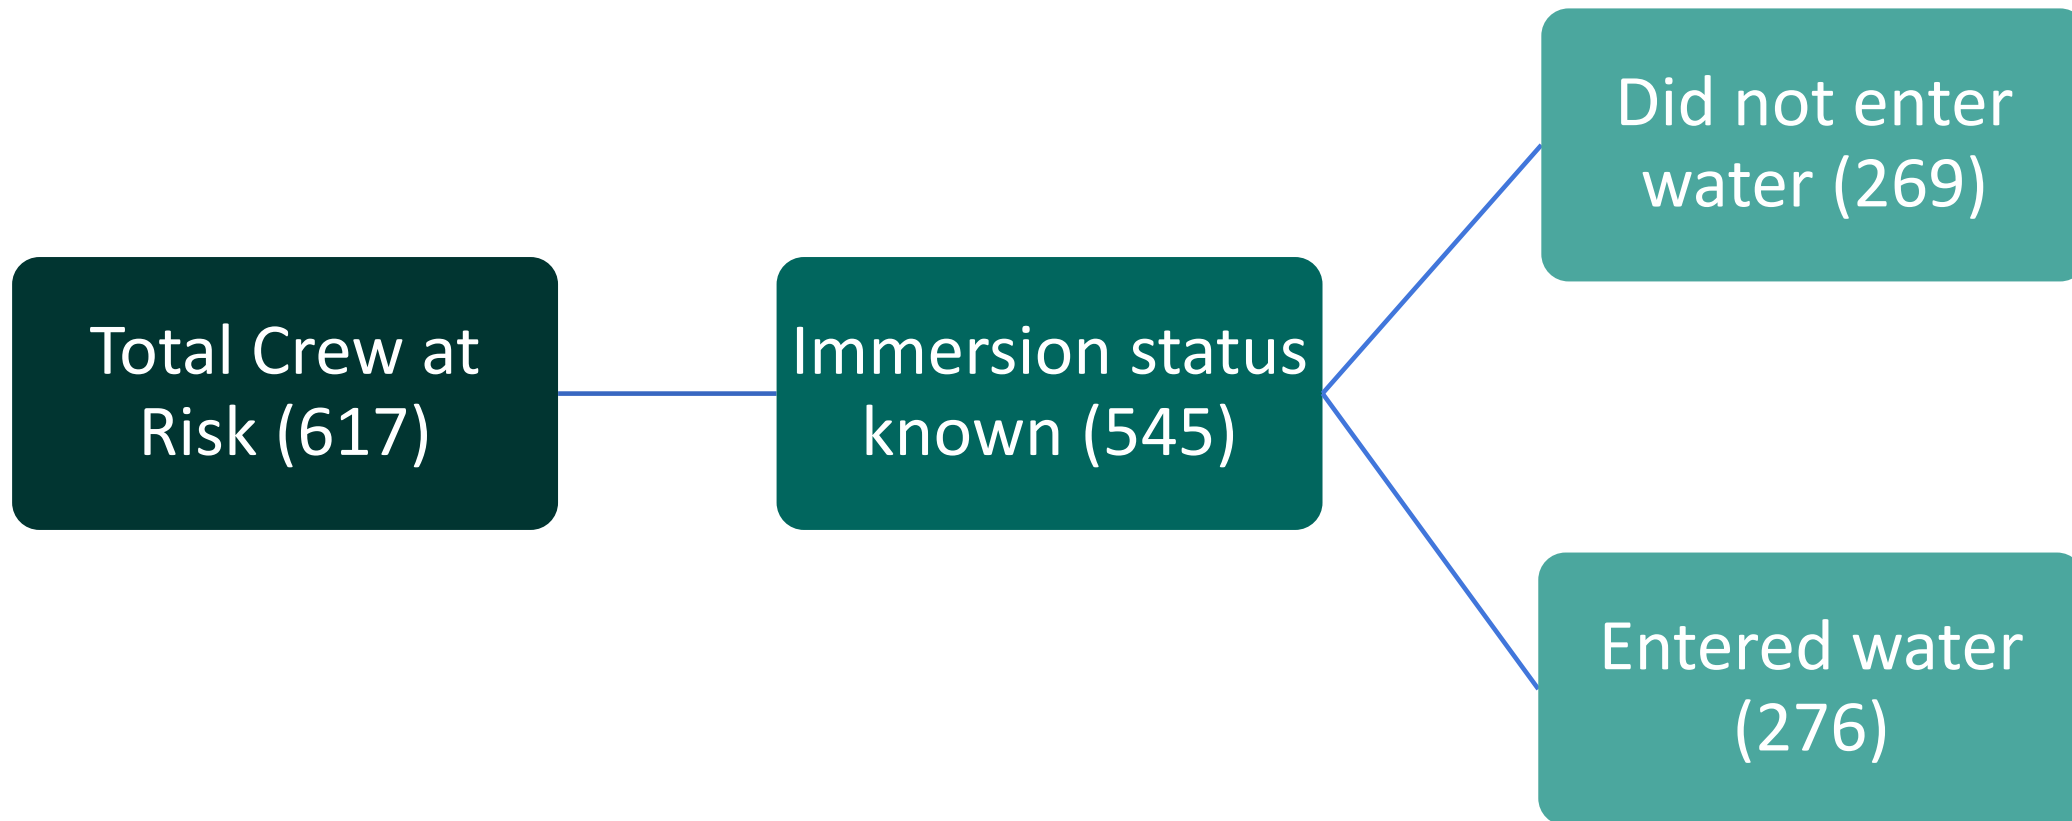 Total Crew at
Risk (617)
Immersion status
known (545)
Did not enter
water (269)
Entered water
(276)